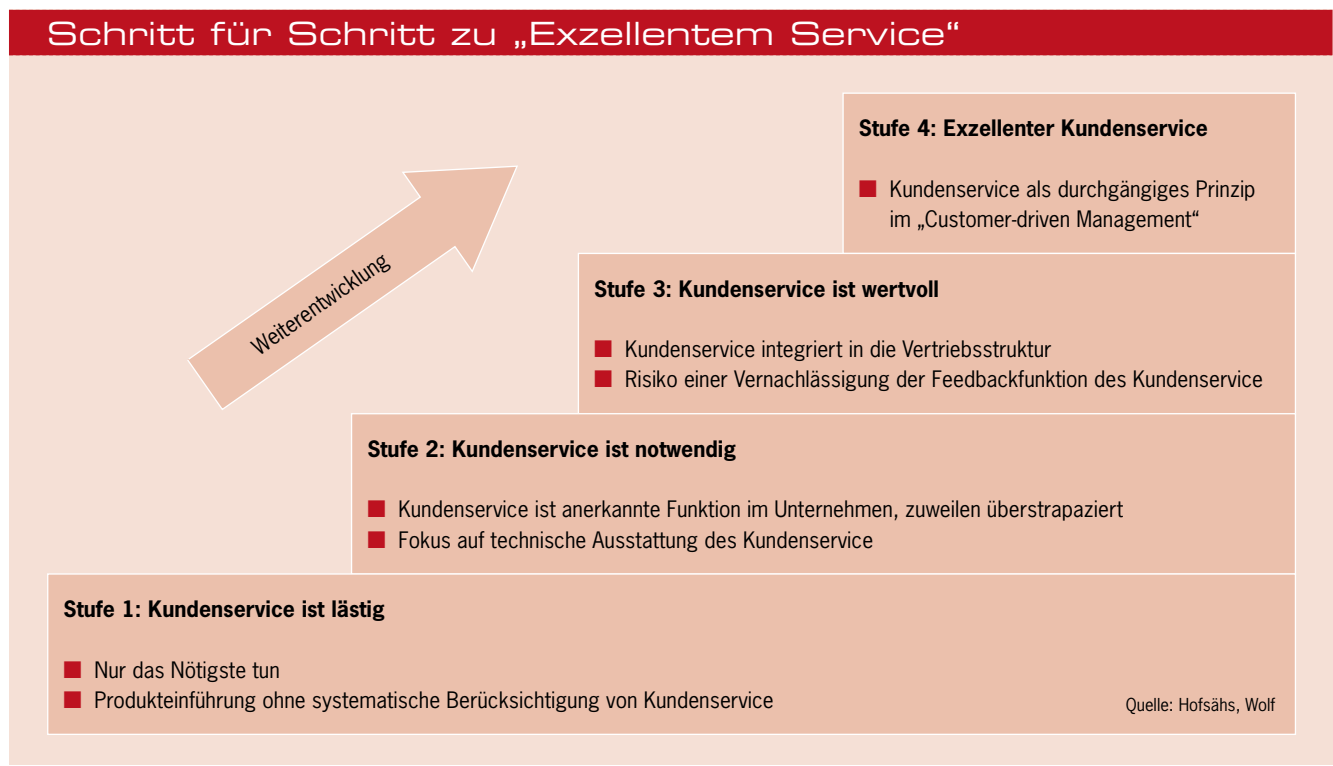 Schritt für Schritt zu „Exzellentem Service“
Stufe 4: Exzellenter Kundenservice
Kundenservice als durchgängiges Prinzip
im „Customer-driven Management“
Weiterentwicklung
Stufe 3: Kundenservice ist wertvoll
Kundenservice integriert in die Vertriebsstruktur
Risiko einer Vernachlässigung der Feedbackfunktion des Kundenservice
Stufe 2: Kundenservice ist notwendig
Kundenservice ist anerkannte Funktion im Unternehmen, zuweilen überstrapaziert
Fokus auf technische Ausstattung des Kundenservice
Stufe 1: Kundenservice ist lästig
Nur das Nötigste tun
Produkteinführung ohne systematische Berücksichtigung von Kundenservice
Quelle: Hofsähs, Wolf